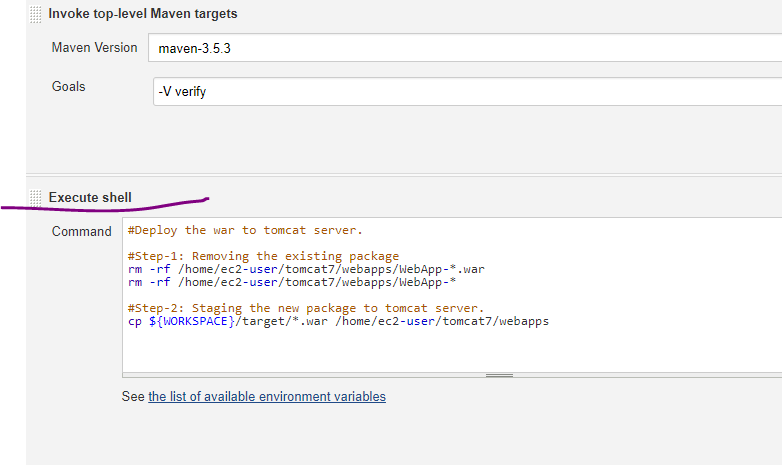 Invoke top-level Maven targets
Maven Version maven-3.5.3
Goals -V verify
Execute shell
Command #Deploy the war to tomcat server.
#Step-1: Removing the existing package
rm -rf /home/ec2-user/tomcat7/webapps/WebApp-*.war
rm -rf /home/ec2-user/tomcat7/webapps/WebApp-*
#Step-2: Staging the new package to tomcat server.
cp ${WORKSPACE}/target/*.war /home/ec2-user/tomcat7/webapps
See the list of available environment variables